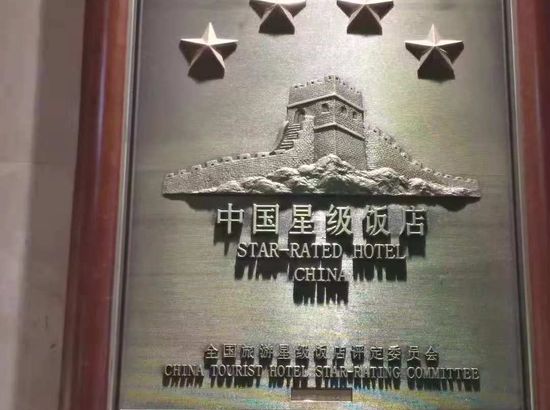 中国星级饭店
STAR-RATED HOTEL
CHINA
全国旅游星级饭店评定委员会
CHINA TOURIST HOTEL STAR-RATING COMMITTEE